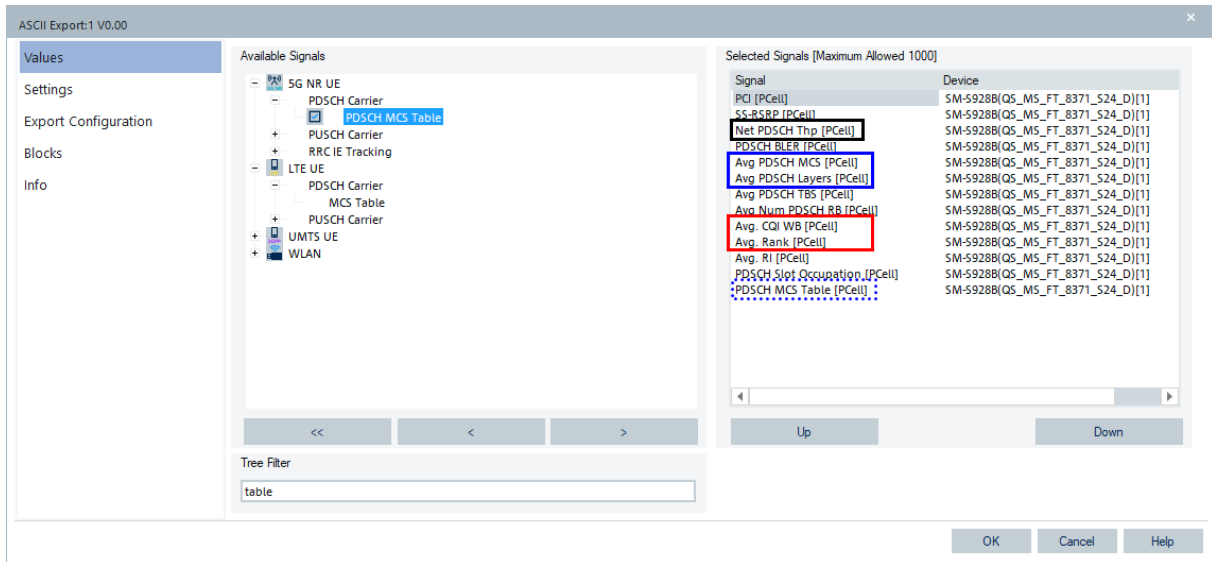 ASCII Export:1 V0.00
×
Values
Settings
Export Configuration
Blocks
Info
Available Signals
5G NR UE
PDSCH Carrier
PDSCH MCS Table
PUSCH Carrier
RRC IE Tracking
LTE UE
PDSCH Carrier
MCS Table
PUSCH Carrier
UMTS UE
WLAN
<< < >
Tree Filter
table
Selected Signals [Maximum Allowed 1000]
Signal Device
PCI [PCell] SM-S928B(QS_MS_FT_8371_S24_D)[1]
SS-RSRP [PCell] SM-S928B(QS_MS_FT_8371_S24_D)[1]
Net PDSCH Thp [PCell] SM-S928B(QS_MS_FT_8371_S24_D)[1]
PDSCH BLER [PCell] SM-S928B(QS_MS_FT_8371_S24_D)[1]
Avg PDSCH MCS [PCell] SM-S928B(QS_MS_FT_8371_S24_D)[1]
Avg PDSCH Layers [PCell] SM-S928B(QS_MS_FT_8371_S24_D)[1]
Avg PDSCH TBS [PCell] SM-S928B(QS_MS_FT_8371_S24_D)[1]
Avg Num PDSCH RB [PCell] SM-S928B(QS_MS_FT_8371_S24_D)[1]
Avg. CQI WB [PCell] SM-S928B(QS_MS_FT_8371_S24_D)[1]
Avg. Rank [PCell] SM-S928B(QS_MS_FT_8371_S24_D)[1]
Avg. RI [PCell] SM-S928B(QS_MS_FT_8371_S24_D)[1]
PDSCH Slot Occupation [PCell] SM-S928B(QS_MS_FT_8371_S24_D)[1]
PDSCH MCS Table [PCell] SM-S928B(QS_MS_FT_8371_S24_D)[1]
Up Down
OK Cancel Help